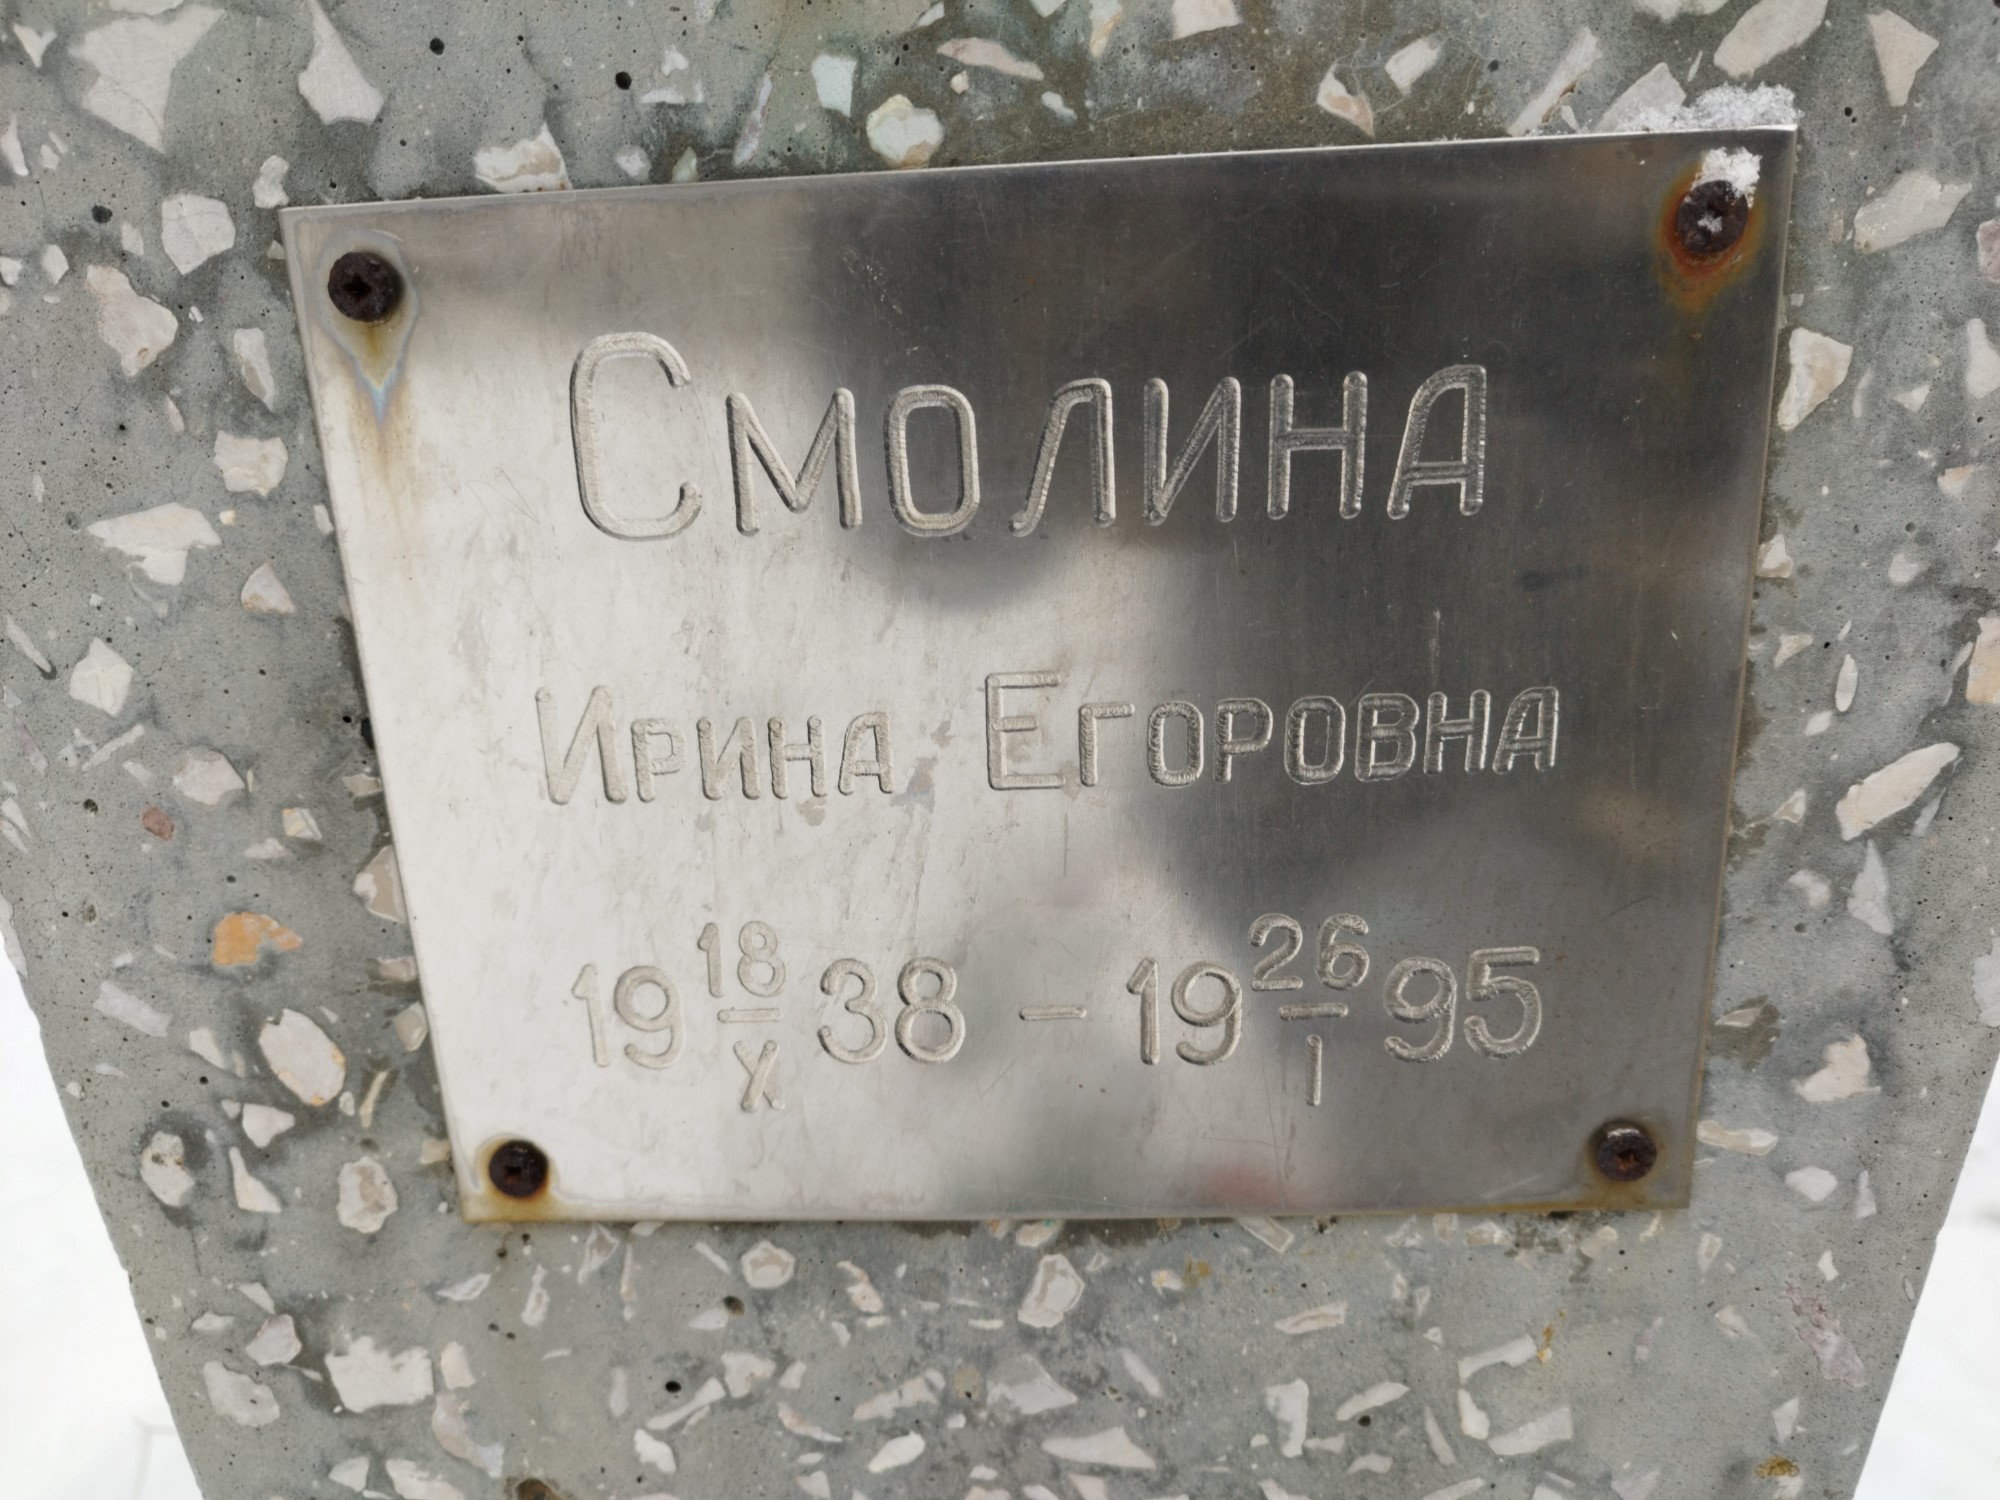 Смолина
Ирина Егоровна
19 18/X 38 – 19 26/I 95